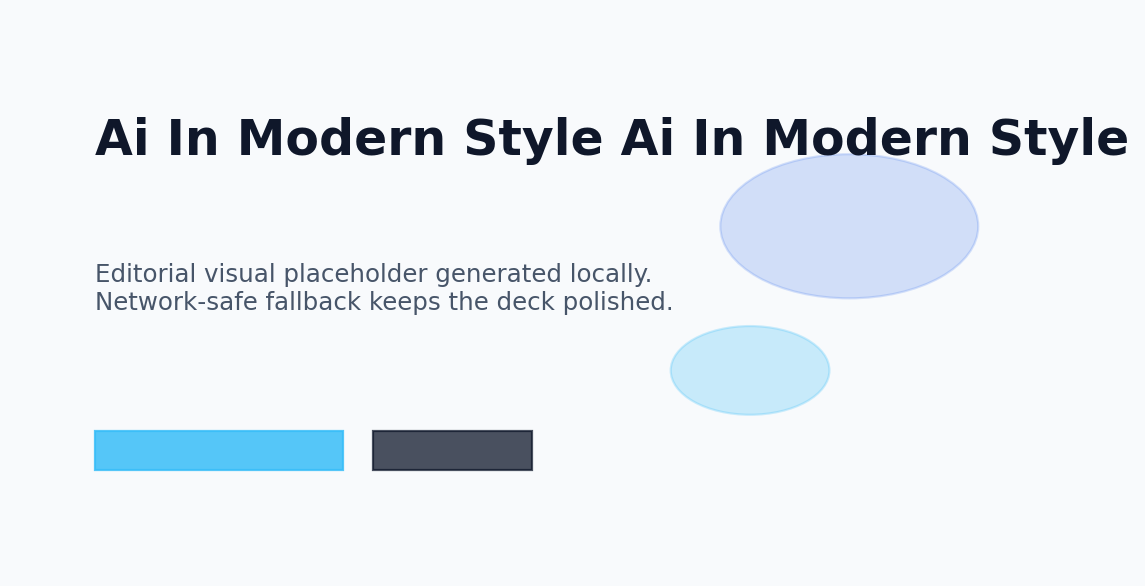 Ai In Modern Style Ai In Modern Style
Editorial visual placeholder generated locally.
Network-safe fallback keeps the deck polished.